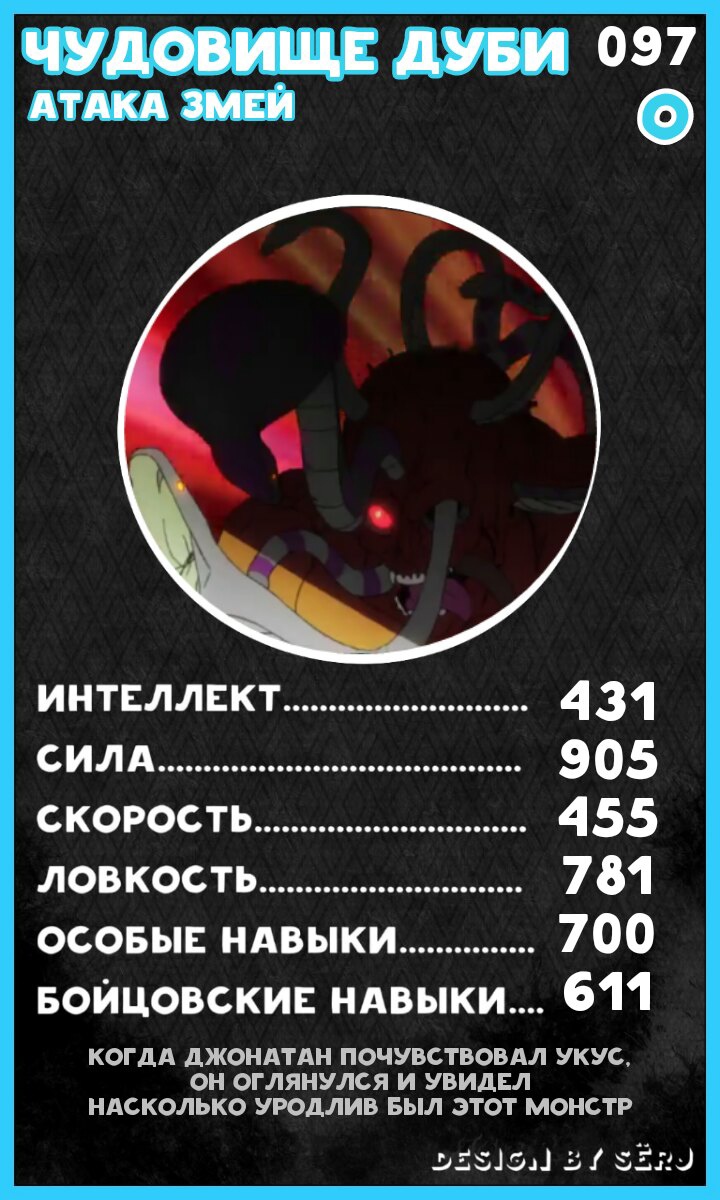 ЧУДОВИЩЕ ДУБИ 097
АТАКА ЗМЕЙ
О
ИНТЕЛЛЕКТ........................... 431
СИЛА........................................ 905
СКОРОСТЬ.............................. 455
ЛОВКОСТЬ............................. 781
ОСОБЫЕ НАВЫКИ............... 700
БОЙЦОВСКИЕ НАВЫКИ.... 611
КОГДА ДЖОНАТАН ПОЧУВСТВОВАЛ УКУС,
ОН ОГЛЯНУЛСЯ И УВИДЕЛ
НАСКОЛЬКО УРОДЛИВ БЫЛ ЭТОТ МОНСТР
DESIGN BY SЁRJ